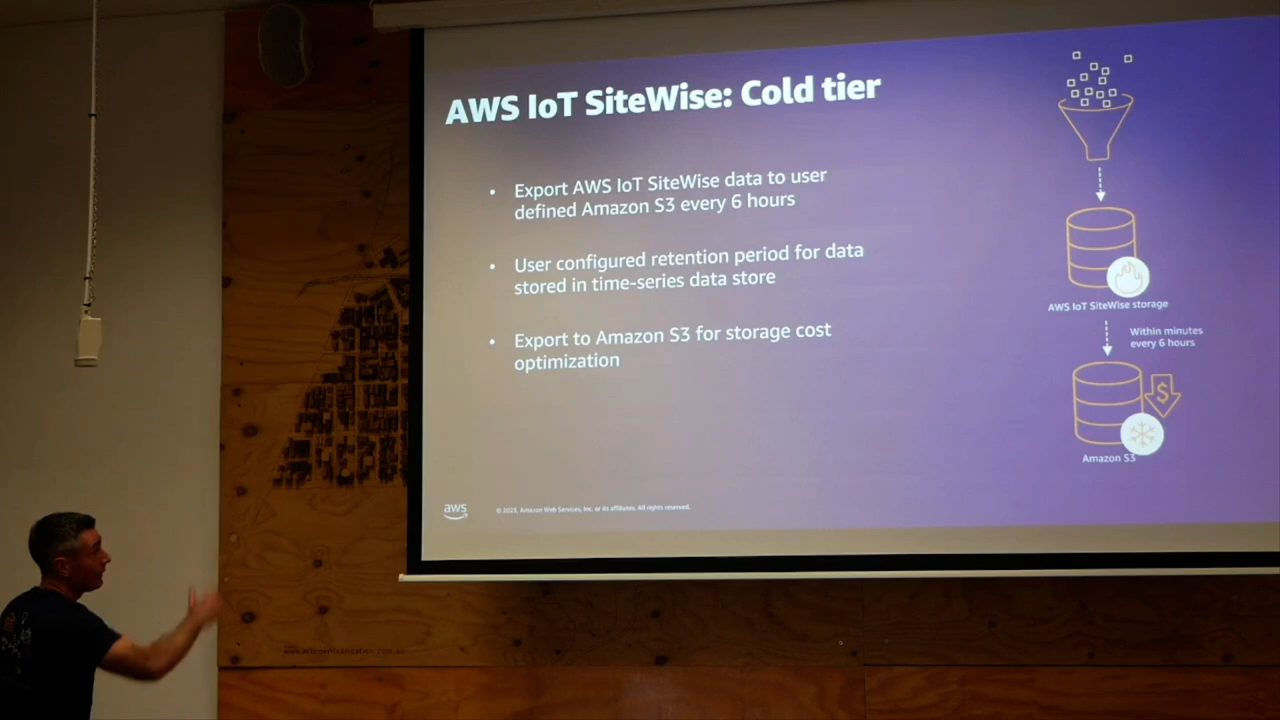 AWS IoT SiteWise: Cold tier
• Export AWS IoT SiteWise data to user
defined Amazon S3 every 6 hours
• User configured retention period for data
stored in time-series data store
• Export to Amazon S3 for storage cost
optimization
AWS IoT SiteWise storage
Within minutes
every 6 hours
$
Amazon S3
aws
© 2023, Amazon Web Services, Inc. or its affiliates. All rights reserved.